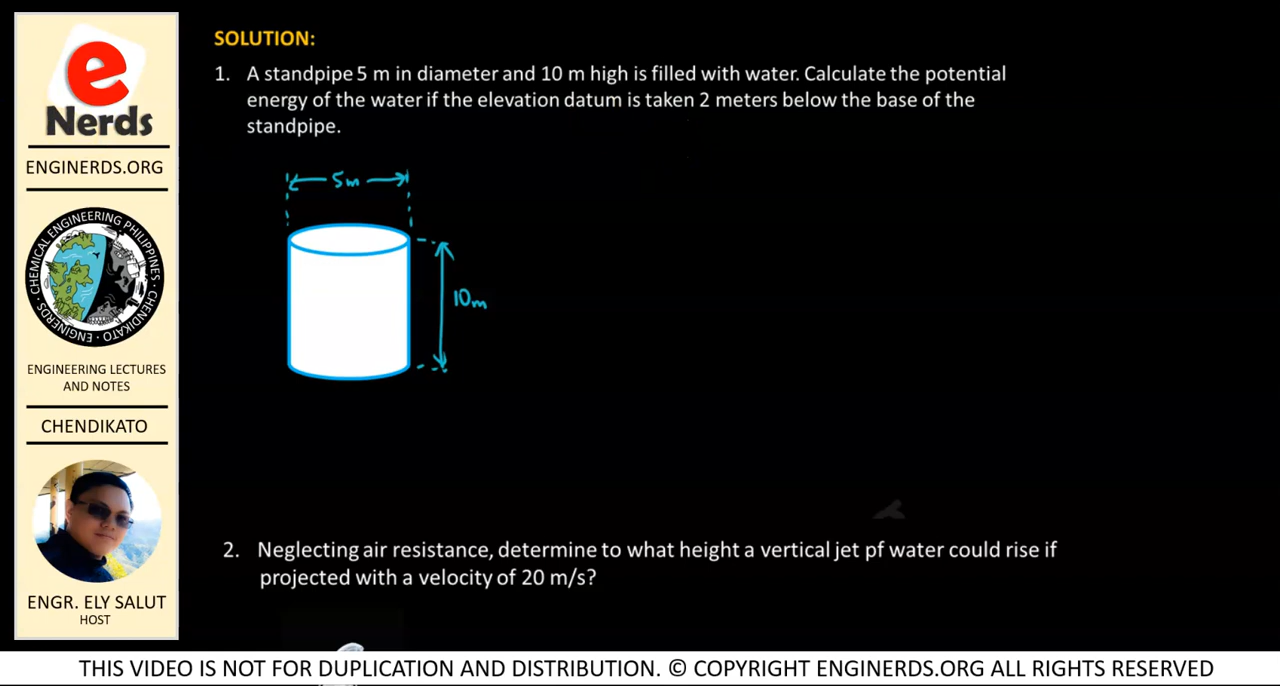 e
Nerds
ENGINERDS.ORG
CHEMICAL ENGINEERING PHILIPPINES
CHENDIKATO · ENGINERDS ·
ENGINEERING LECTURES
AND NOTES
CHENDIKATO
ENGR. ELY SALUT
HOST
SOLUTION:
1. A standpipe 5 m in diameter and 10 m high is filled with water. Calculate the potential
energy of the water if the elevation datum is taken 2 meters below the base of the
standpipe.
5m
10m
2. Neglecting air resistance, determine to what height a vertical jet pf water could rise if
projected with a velocity of 20 m/s?
THIS VIDEO IS NOT FOR DUPLICATION AND DISTRIBUTION. © COPYRIGHT ENGINERDS.ORG ALL RIGHTS RESERVED